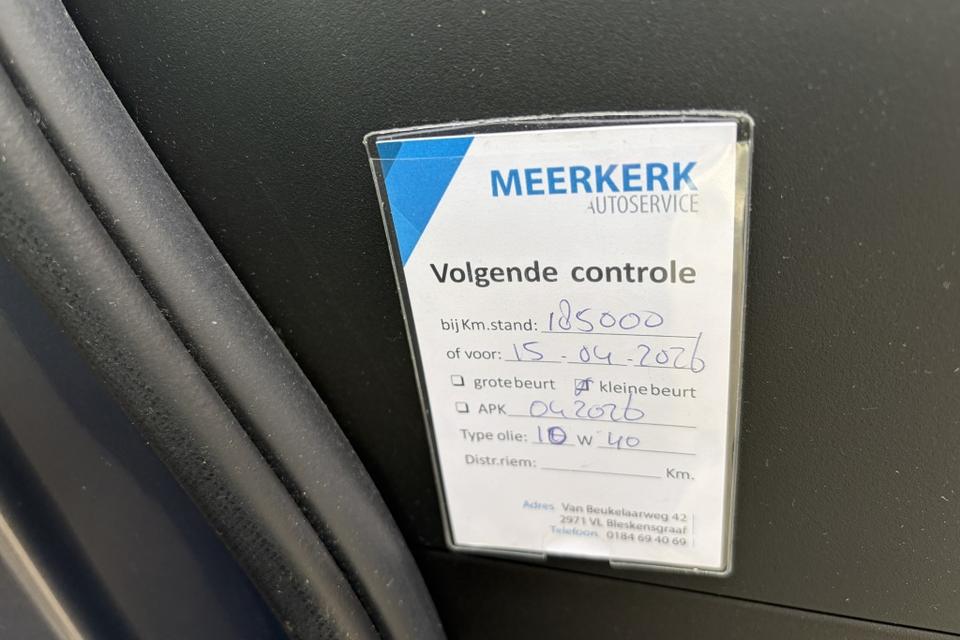 MEERKERK
AUTOSERVICE
Volgende controle
bij Km.stand: 185000
of voor: 15-04-2026
grote beurt kleine beurt
APK 04 2026
Type olie: 10 W 40
Distr.riem: Km.
Adres Van Beukelaarweg 42
2971 VL Bleskensgraaf
Telefoon 0184 69 40 69